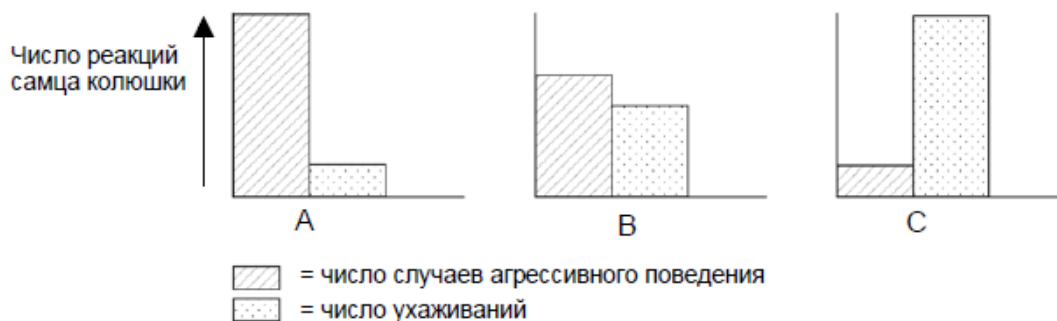 Число реакций
самца колюшки
A
B
C
= число случаев агрессивного поведения
= число ухаживаний